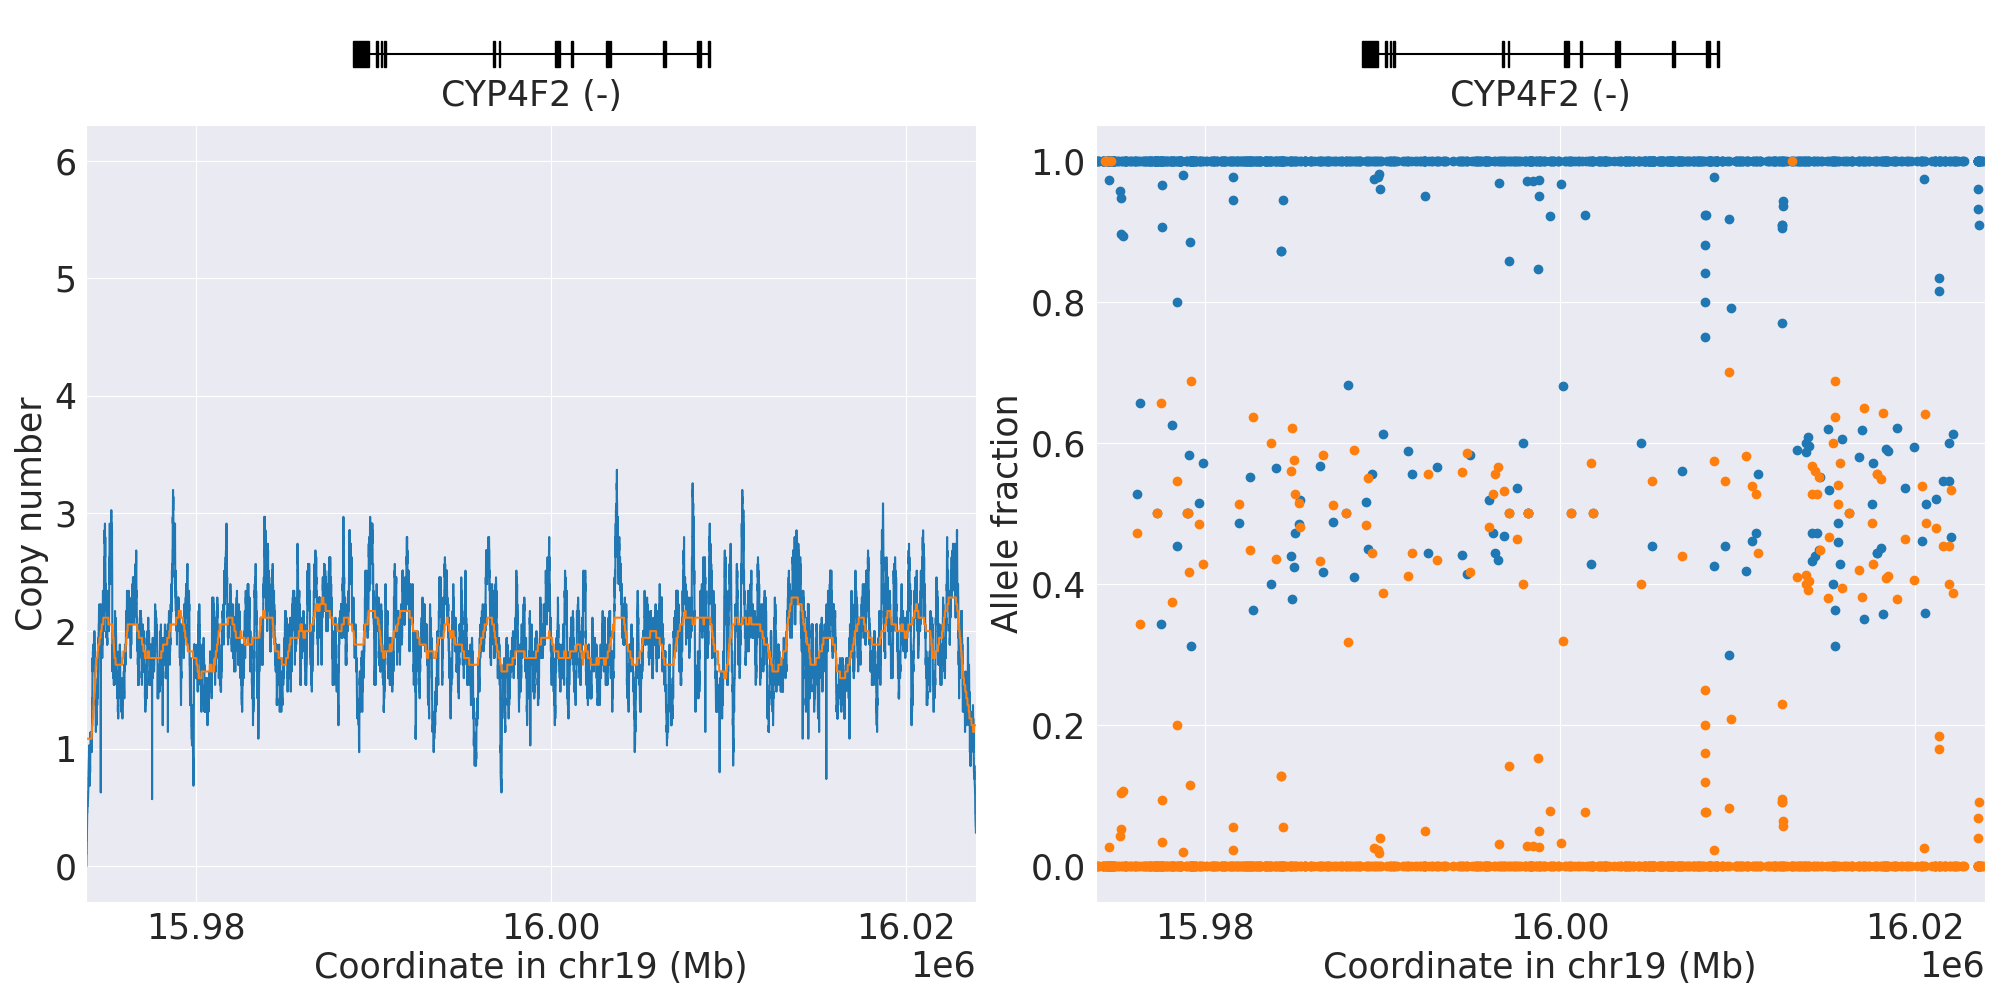 CYP4F2 (-)
6
5
4
3
2
1
0
Copy number
15.98
16.00
16.02
Coordinate in chr19 (Mb)
1e6
CYP4F2 (-)
1.0
0.8
0.6
0.4
0.2
0.0
Allele fraction
15.98
16.00
16.02
Coordinate in chr19 (Mb)
1e6